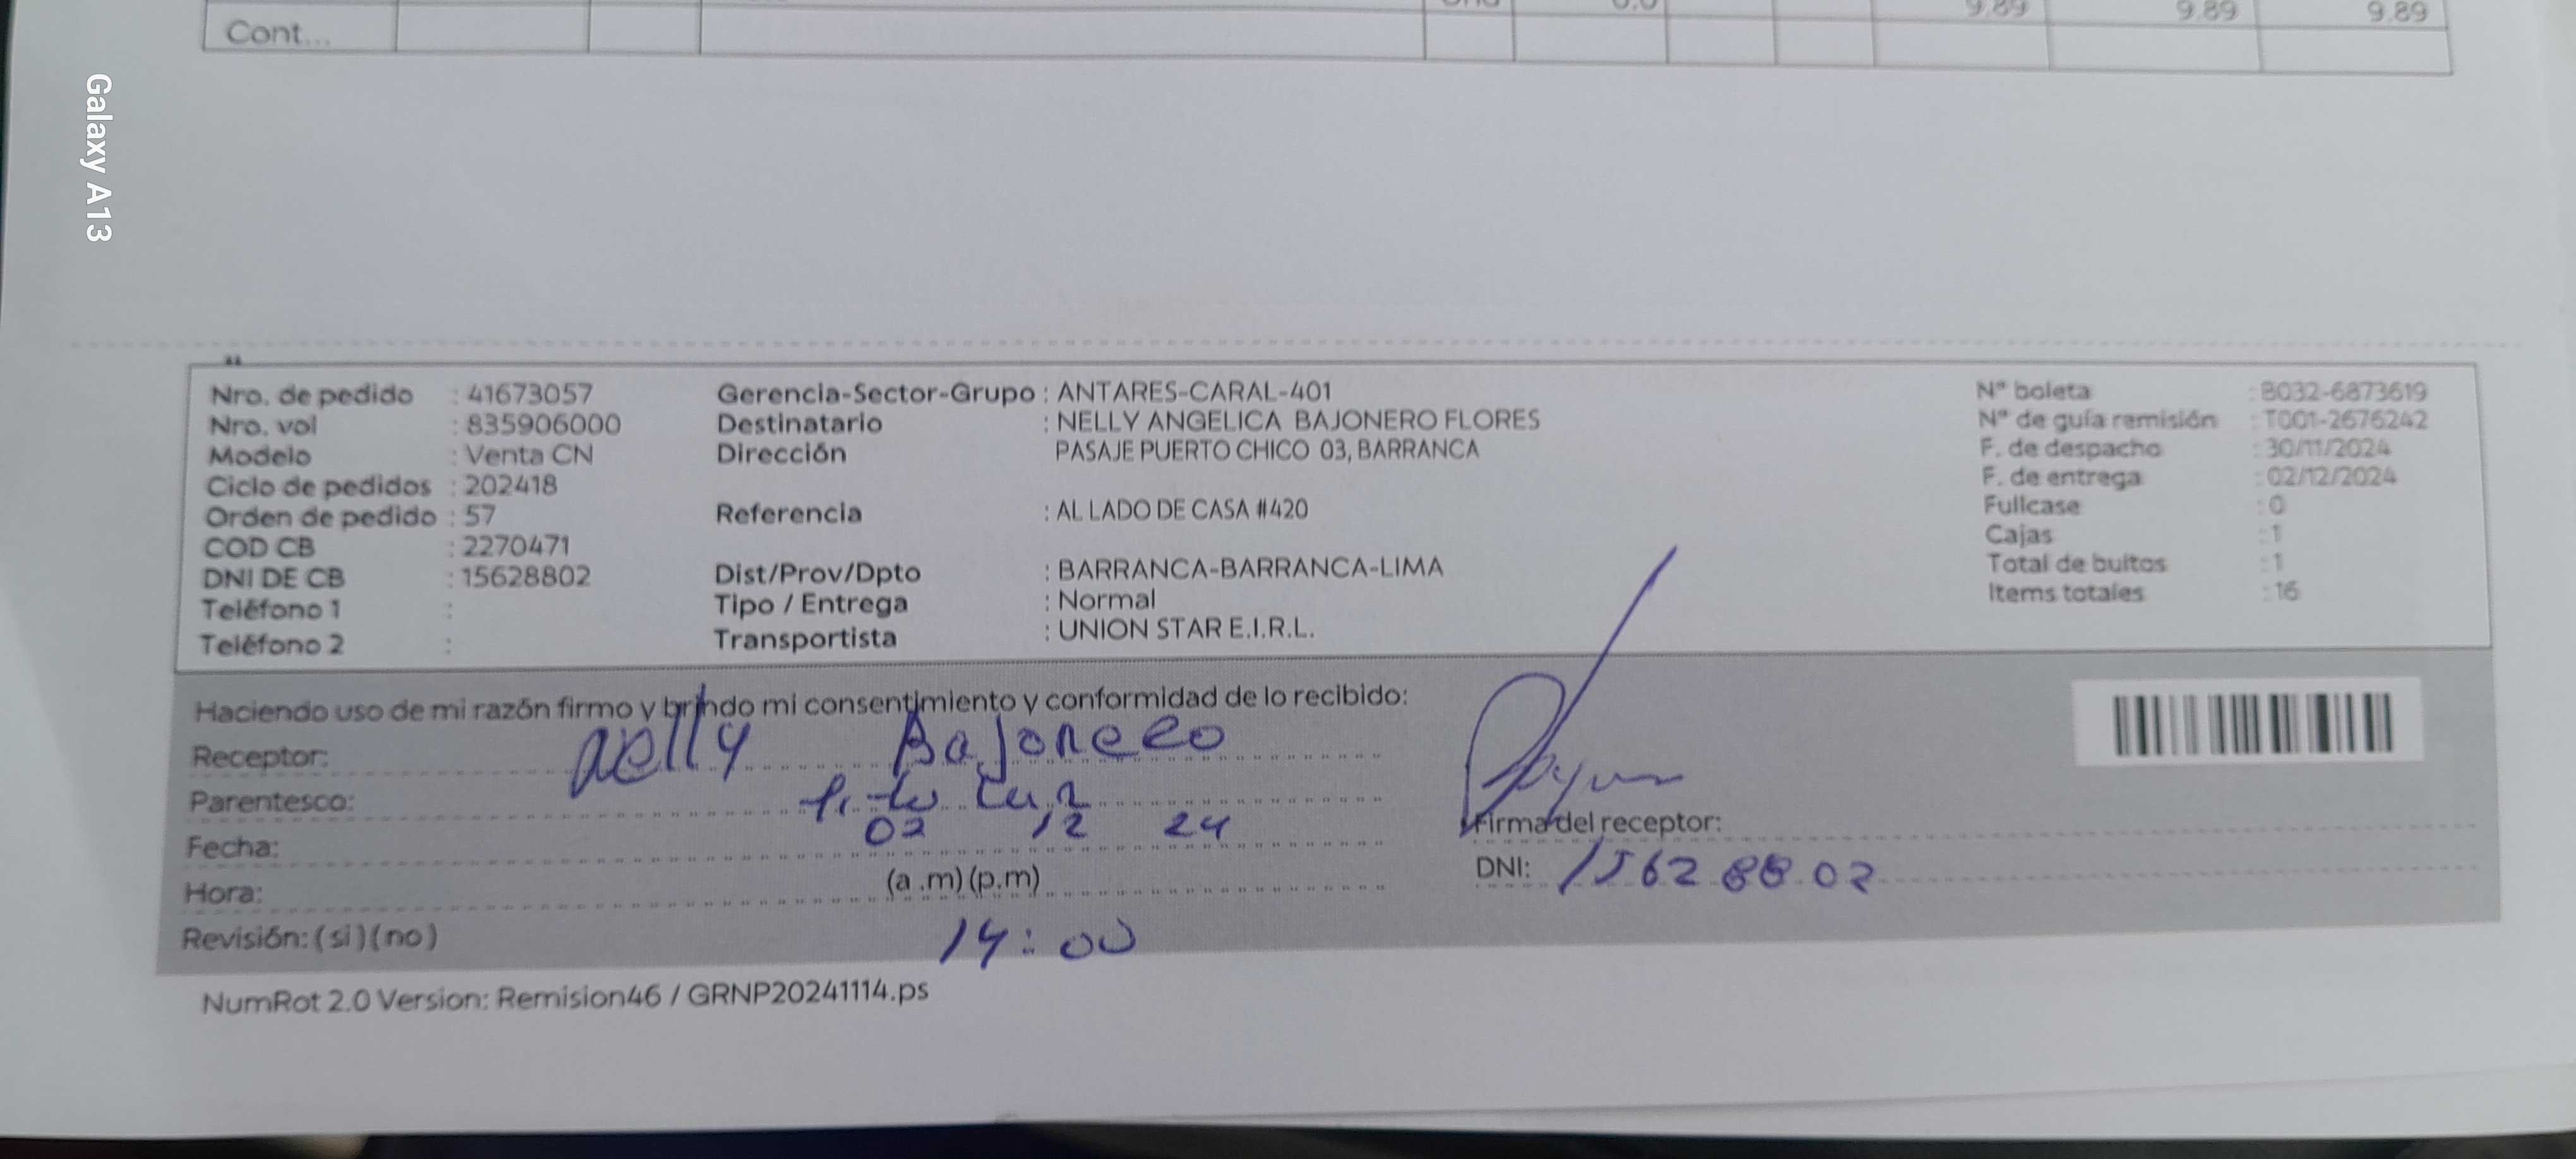 9.89 9.89 9.89
Cont...
Galaxy A13
Nro. de pedido : 41673057
Nro. vol : 835906000
Modelo : Venta CN
Ciclo de pedidos : 202418
Orden de pedido : 57
COD CB : 2270471
DNI DE CB : 15628802
Teléfono 1 :
Teléfono 2 :
Gerencia-Sector-Grupo : ANTARES-CARAL-401
Destinatario : NELLY ANGELICA BAJONERO FLORES
Dirección PASAJE PUERTO CHICO 03, BARRANCA
Referencia : AL LADO DE CASA #420
Dist/Prov/Dpto : BARRANCA-BARRANCA-LIMA
Tipo / Entrega : Normal
Transportista : UNION STAR E.I.R.L.
Nº boleta : B032-6873619
Nº de guía remisión : T001-2676242
F. de despacho : 30/11/2024
F. de entrega : 02/12/2024
Fullcase : 0
Cajas : 1
Total de bultos : 1
Items totales : 16
Haciendo uso de mi razón firmo y brindo mi consentimiento y conformidad de lo recibido:
Receptor: Nelly Bajonero
Parentesco:
Fecha: 02 12 24
Hora: (a .m) (p.m)
Revisión: ( si ) ( no ) 14:00
Firma del receptor:
DNI: 15628802
NumRot 2.0 Version: Remision46 / GRNP20241114.ps